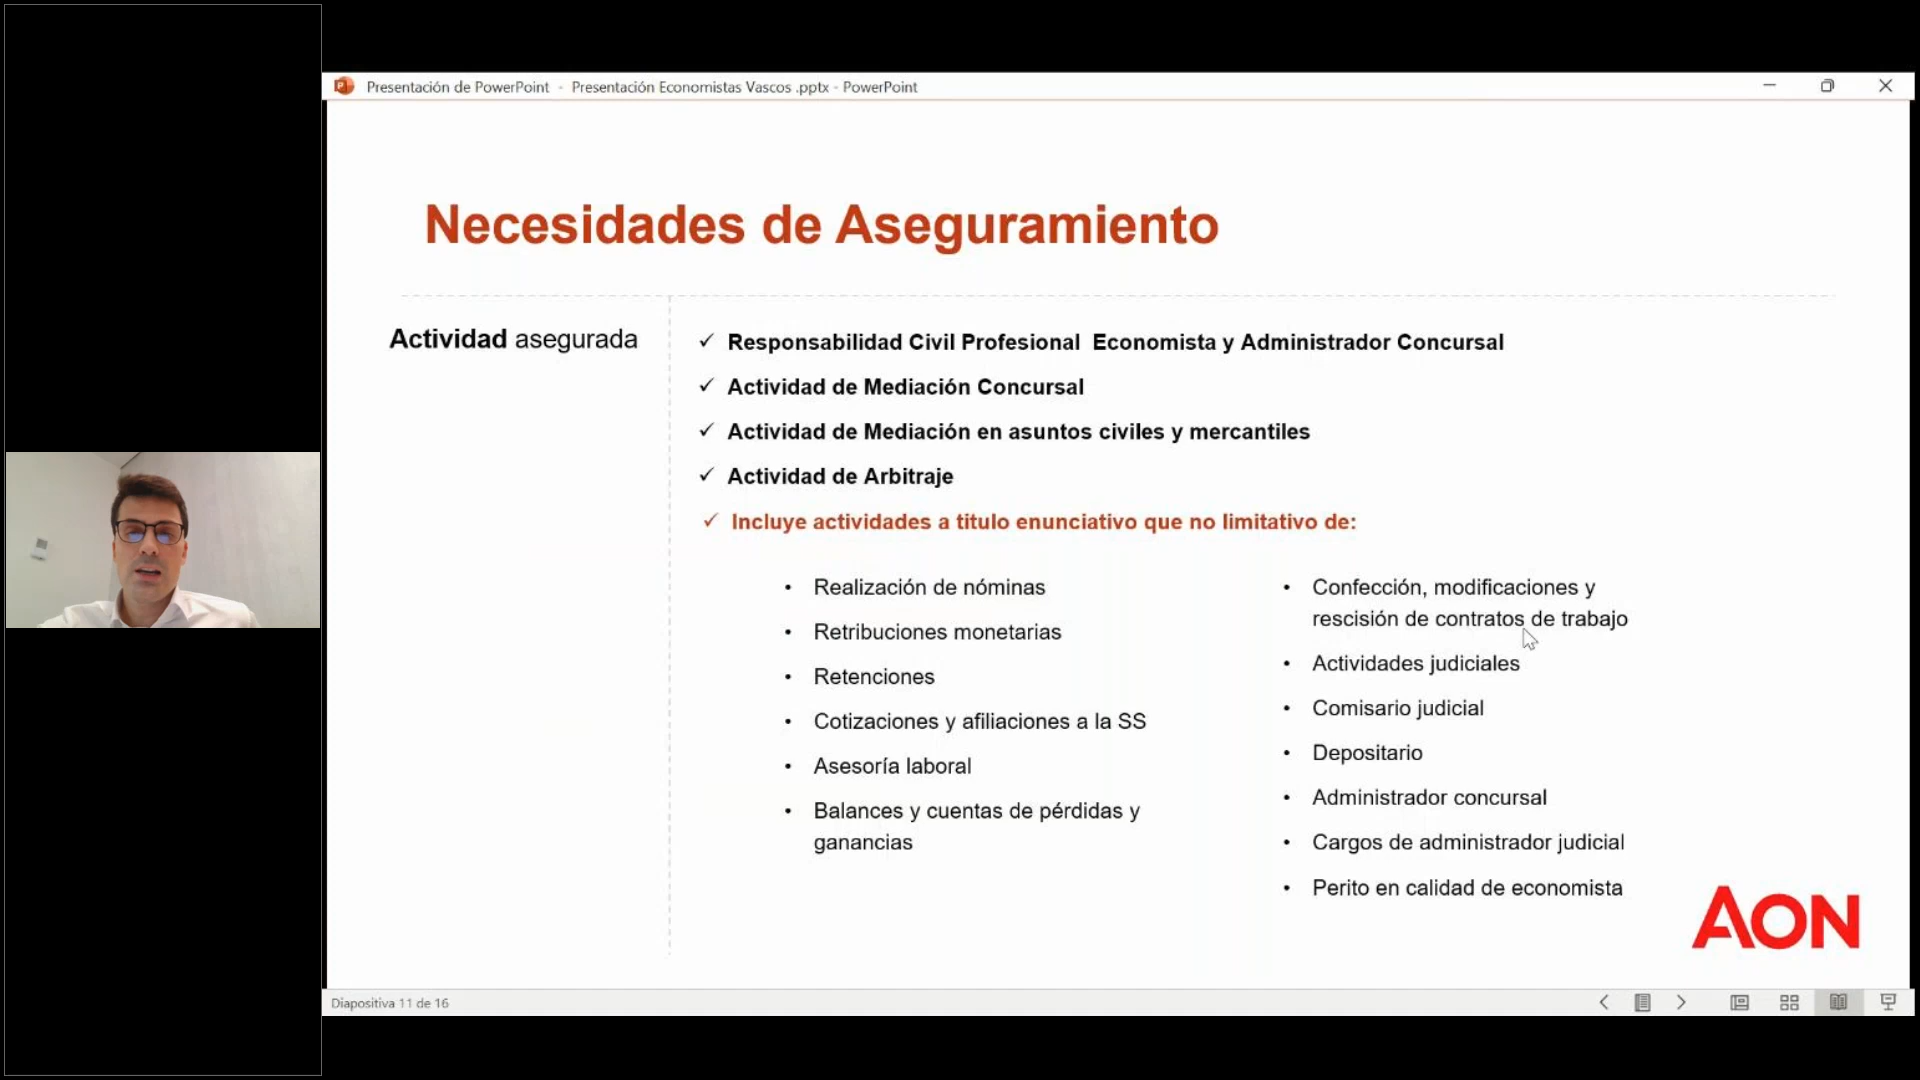 Presentación de PowerPoint - Presentación Economistas Vascos .pptx - PowerPoint
Necesidades de Aseguramiento
Actividad asegurada
✓ Responsabilidad Civil Profesional Economista y Administrador Concursal
✓ Actividad de Mediación Concursal
✓ Actividad de Mediación en asuntos civiles y mercantiles
✓ Actividad de Arbitraje
✓ Incluye actividades a titulo enunciativo que no limitativo de:
• Realización de nóminas
• Retribuciones monetarias
• Retenciones
• Cotizaciones y afiliaciones a la SS
• Asesoría laboral
• Balances y cuentas de pérdidas y
ganancias
• Confección, modificaciones y
rescisión de contratos de trabajo
• Actividades judiciales
• Comisario judicial
• Depositario
• Administrador concursal
• Cargos de administrador judicial
• Perito en calidad de economista
AON
Diapositiva 11 de 16